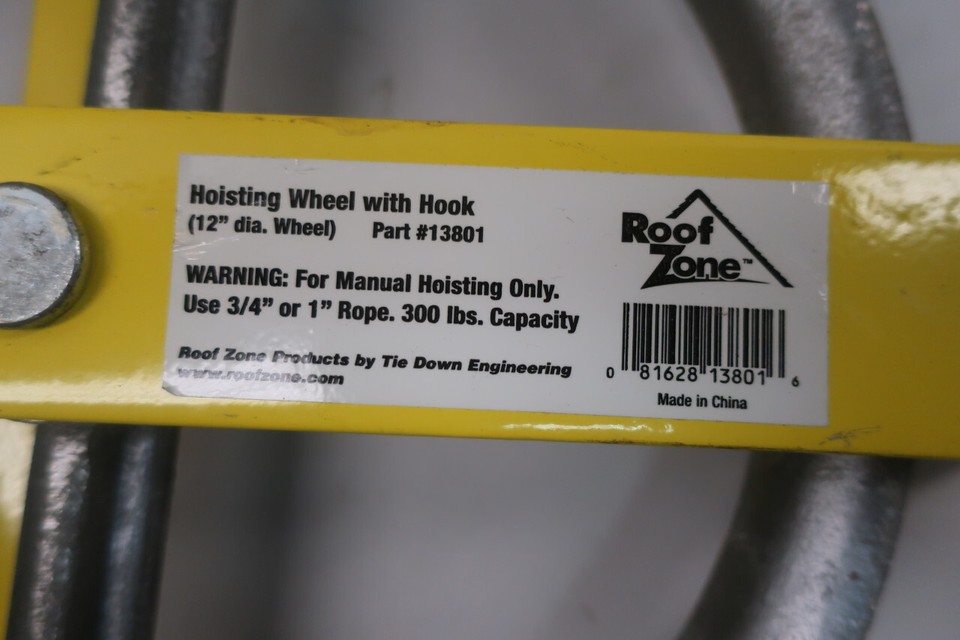 Hoisting Wheel with Hook
(12” dia. Wheel) Part #13801
WARNING: For Manual Hoisting Only.
Use 3/4” or 1” Rope. 300 lbs. Capacity
Roof Zone Products by Tie Down Engineering
www.roofzone.com
Roof
Zone™
0 81628 13801 6
Made in China